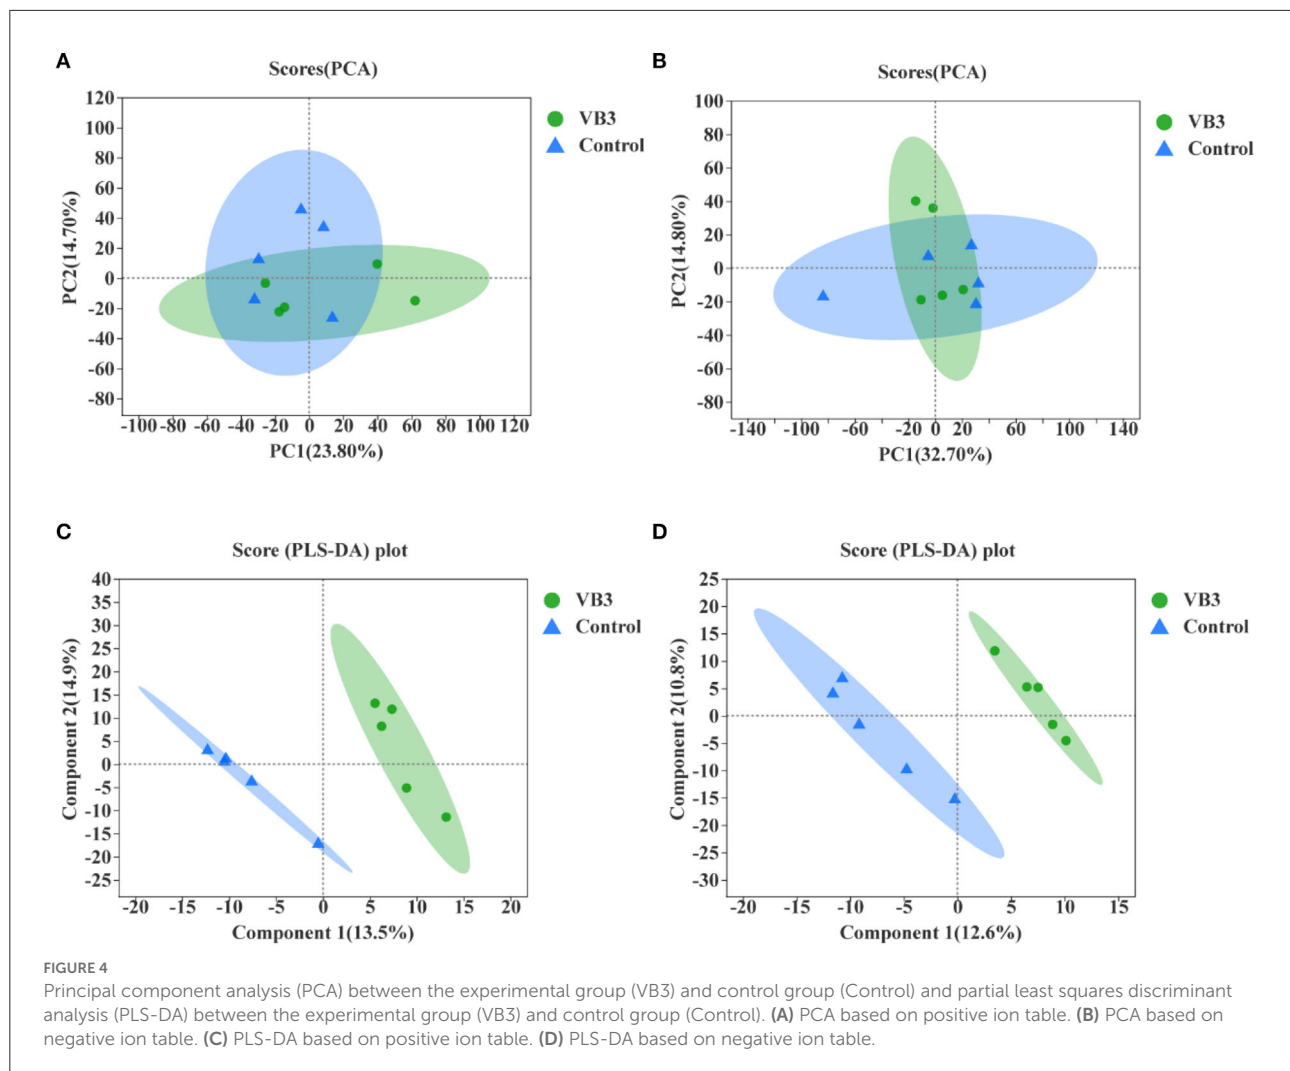 A
Scores(PCA)
120
100
80
60
40
20
0
-20
-40
-60
-80
PC2(14.70%)
-100 -80 -60 -40 -20 0 20 40 60 80 100 120
PC1(23.80%)
VB3
Control
B
Scores(PCA)
100
80
60
40
20
0
-20
-40
-60
-80
PC2(14.80%)
-140 -100 -60 -20 0 20 60 100 140
PC1(32.70%)
VB3
Control
C
Score (PLS-DA) plot
40
35
30
25
20
15
10
5
0
-5
-10
-15
-20
-25
Component 2(14.9%)
-20 -15 -10 -5 0 5 10 15 20
Component 1(13.5%)
VB3
Control
D
Score (PLS-DA) plot
25
20
15
10
5
0
-5
-10
-15
-20
-25
-30
Component 2(10.8%)
-20 -15 -10 -5 0 5 10 15
Component 1(12.6%)
VB3
Control
FIGURE 4
Principal component analysis (PCA) between the experimental group (VB3) and control group (Control) and partial least squares discriminant
analysis (PLS-DA) between the experimental group (VB3) and control group (Control). (A) PCA based on positive ion table. (B) PCA based on
negative ion table. (C) PLS-DA based on positive ion table. (D) PLS-DA based on negative ion table.